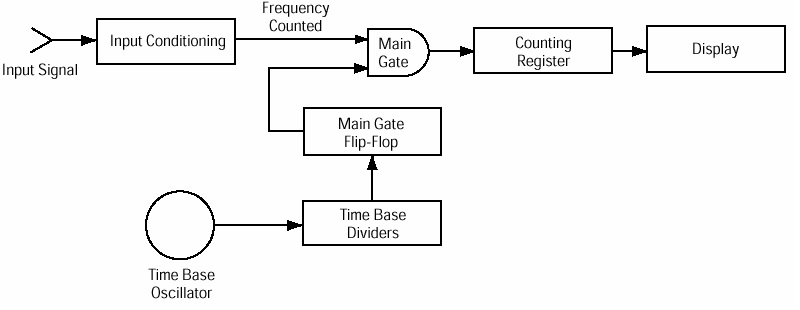 Frequency
Counted
Input Signal
Input Conditioning
Main
Gate
Counting
Register
Display
Main Gate
Flip-Flop
Time Base
Dividers
Time Base
Oscillator